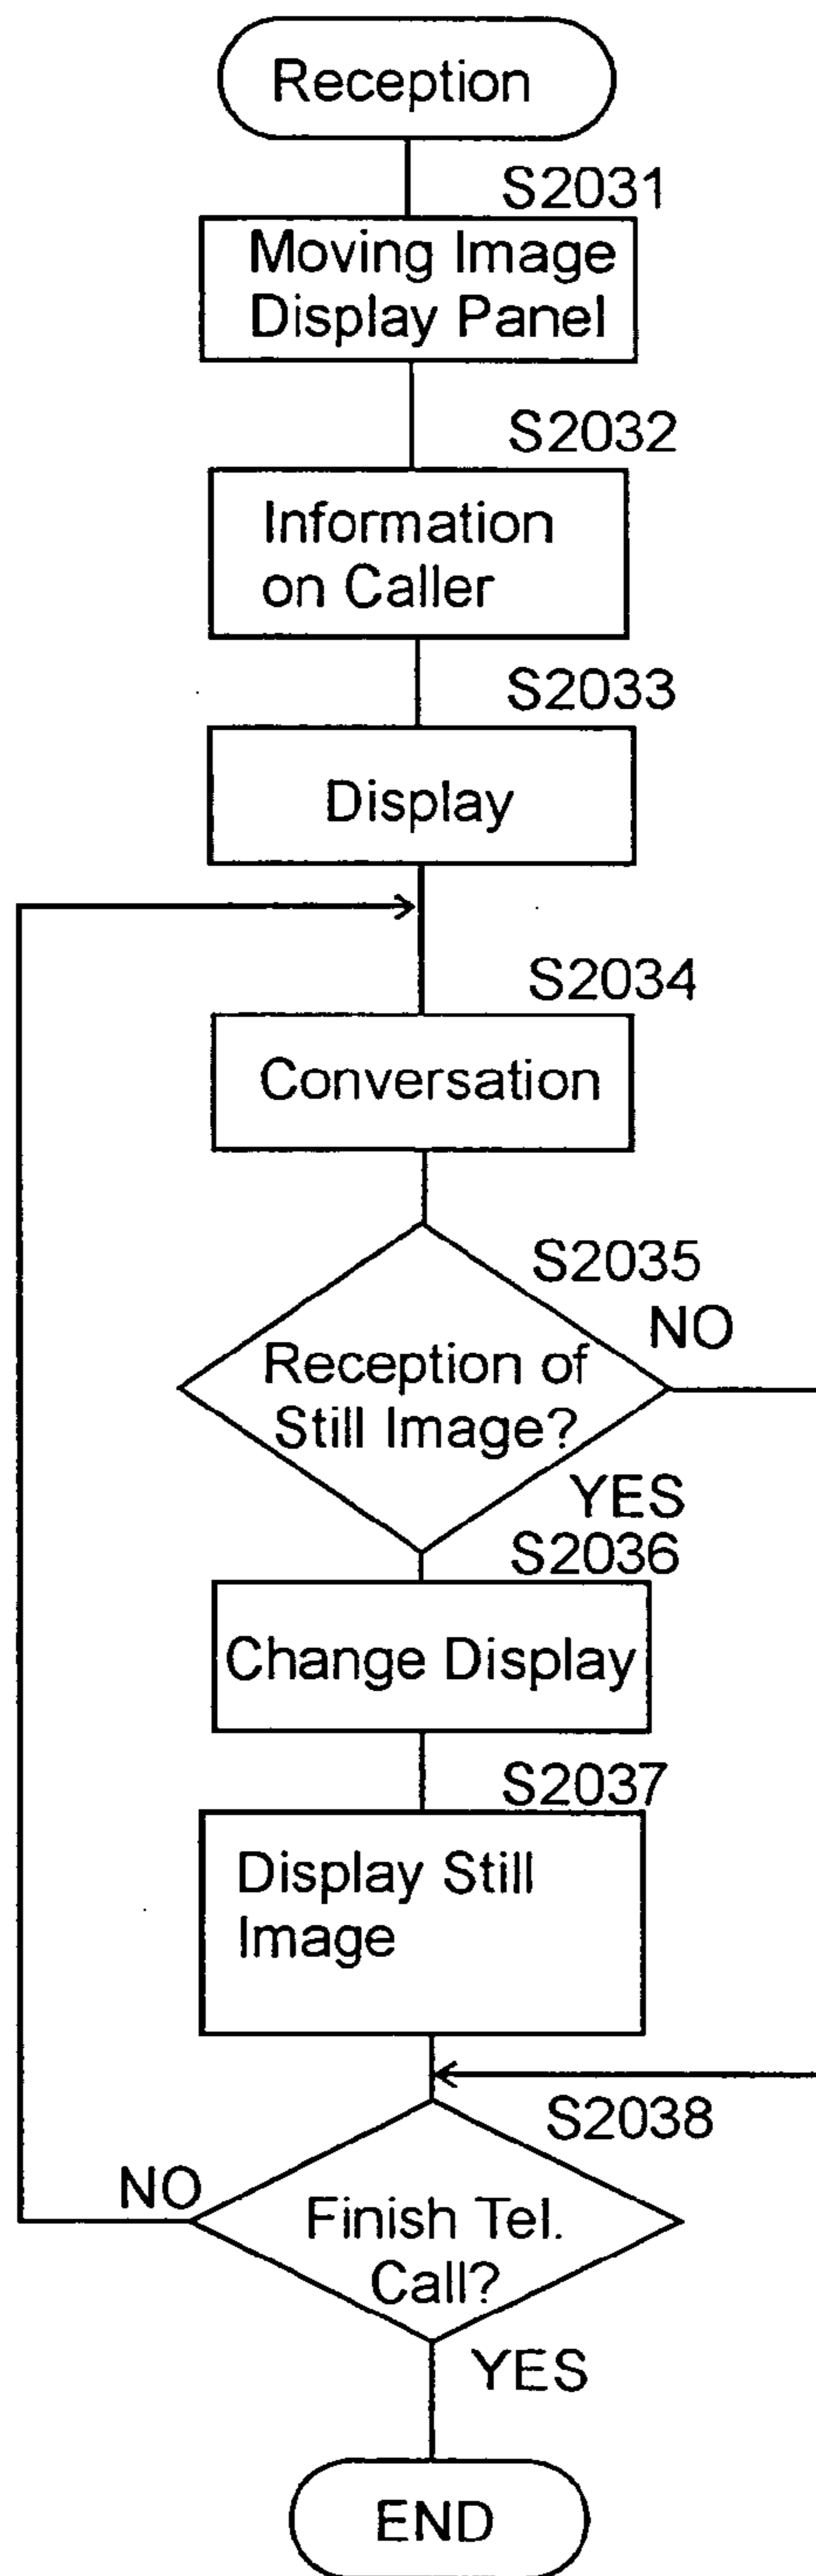 Reception
S2031
Moving Image
Display Panel
S2032
Information
on Caller
S2033
Display
S2034
Conversation
S2035
NO
Reception of
Still Image?
YES
S2036
Change Display
S2037
Display Still
Image
S2038
NO
Finish Tel.
Call?
YES
END